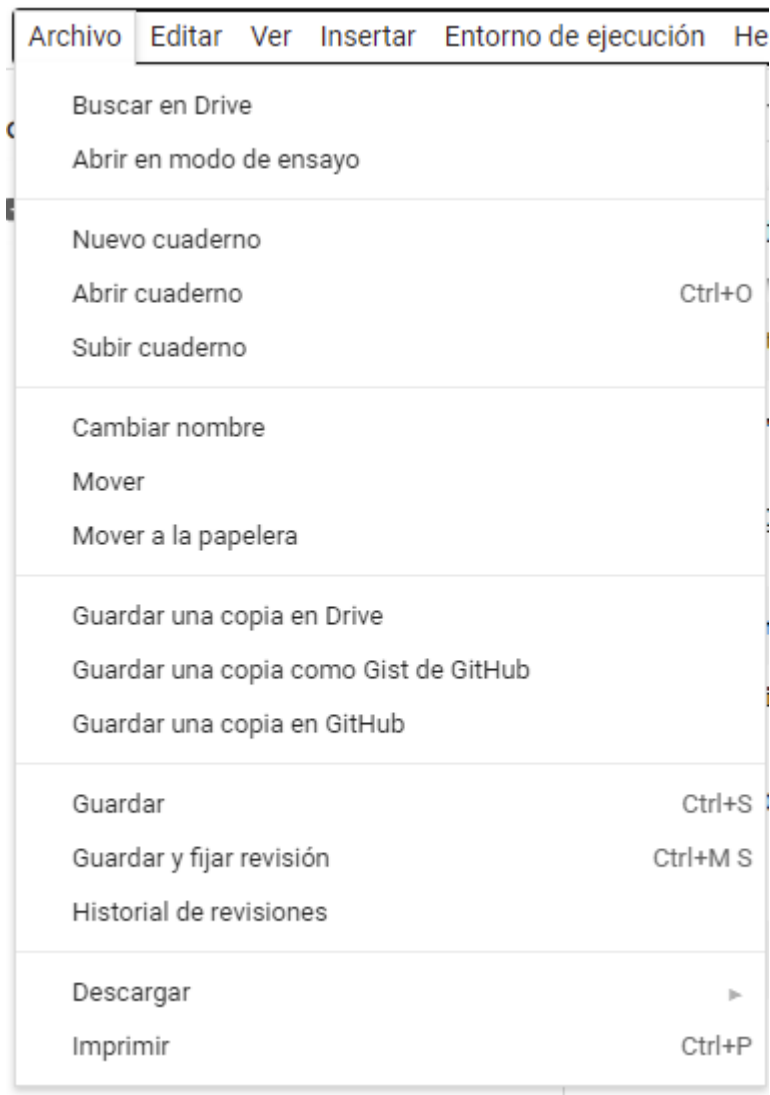 Archivo Editar Ver Insertar Entorno de ejecución He
Buscar en Drive
Abrir en modo de ensayo
Nuevo cuaderno
Abrir cuaderno Ctrl+O
Subir cuaderno
Cambiar nombre
Mover
Mover a la papelera
Guardar una copia en Drive
Guardar una copia como Gist de GitHub
Guardar una copia en GitHub
Guardar Ctrl+S
Guardar y fijar revisión Ctrl+M S
Historial de revisiones
Descargar
Imprimir Ctrl+P